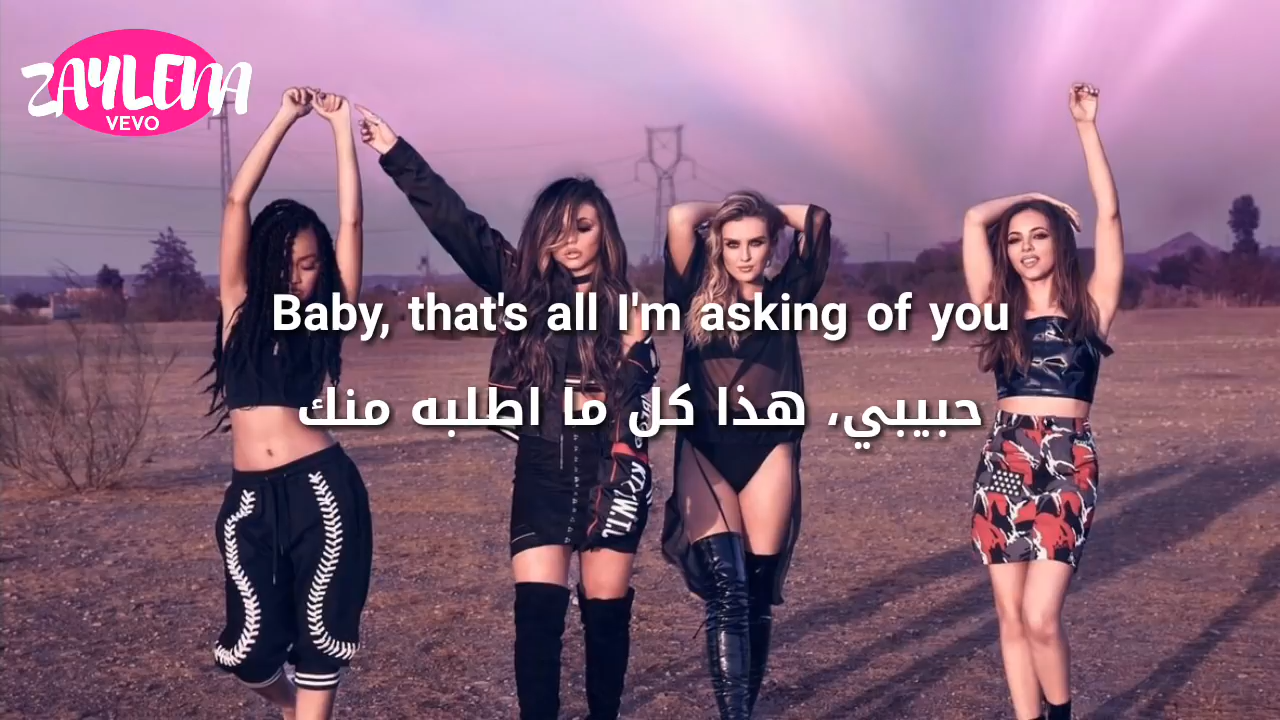 ZAYLENA
VEVO
Baby, that's all I'm asking of you
حبيبي، هذا كل ما اطلبه منك